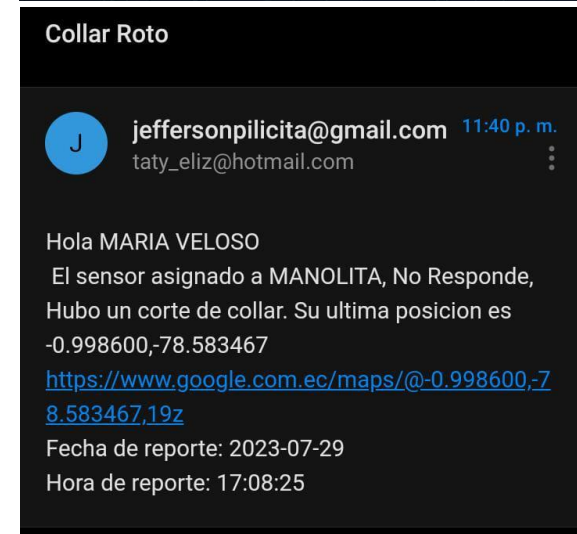 Collar Roto
J
jeffersonpilicita@gmail.com 11:40 p. m.
taty_eliz@hotmail.com
Hola MARIA VELOSO
El sensor asignado a MANOLITA, No Responde,
Hubo un corte de collar. Su ultima posicion es
-0.998600,-78.583467
https://www.google.com.ec/maps/@-0.998600,-7
8.583467,19z
Fecha de reporte: 2023-07-29
Hora de reporte: 17:08:25